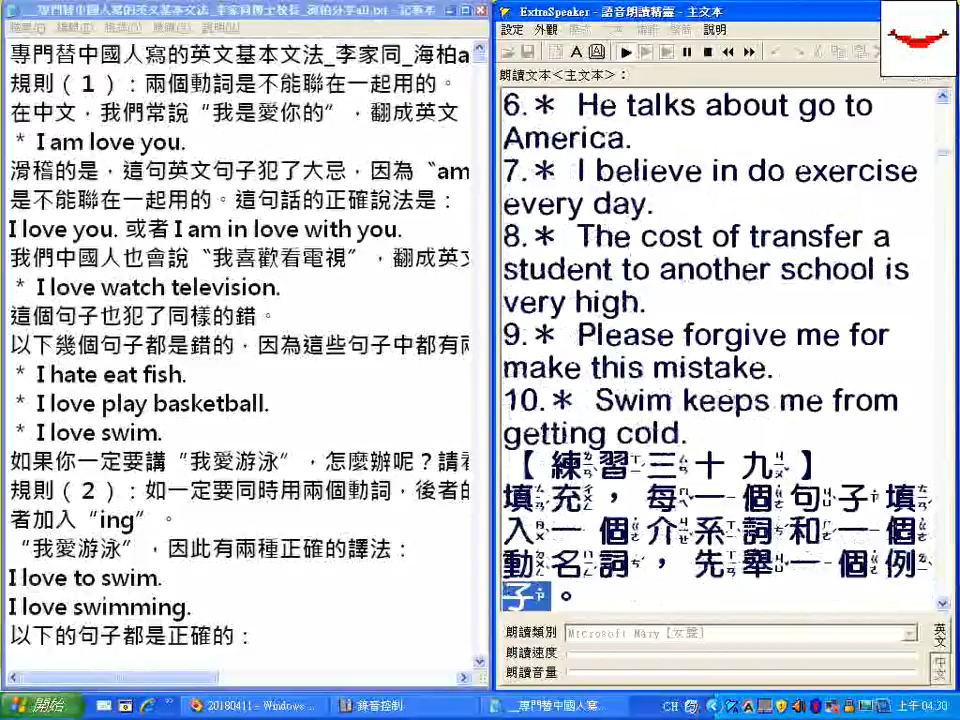 ExtraSpeaker - 語音朗讀精靈 - 主文本
設定 外觀 說明
專門替中國人寫的英文基本文法_李家同_海柏a
規則（1）：兩個動詞是不能聯在一起用的。
在中文，我們常說“我是愛你的”，翻成英文
* I am love you.
滑稽的是，這句英文句子犯了大忌，因為“am
是不能聯在一起用的。這句話的正確說法是：
I love you. 或者 I am in love with you.
我們中國人也會說“我喜歡看電視”，翻成英文
* I love watch television.
這個句子也犯了同樣的錯。
以下幾個句子都是錯的，因為這些句子中都有兩
* I hate eat fish.
* I love play basketball.
* I love swim.
如果你一定要講“我愛游泳”，怎麼辦呢？請看
規則（2）：如一定要同時用兩個動詞，後者的
者加入“ing”。
“我愛游泳”，因此有兩種正確的譯法：
I love to swim.
I love swimming.
以下的句子都是正確的：
朗讀文本<主文本>：
6.＊ He talks about go to
America.
7.＊ I believe in do exercise
every day.
8.＊ The cost of transfer a
student to another school is
very high.
9.＊ Please forgive me for
make this mistake.
10.＊ Swim keeps me from
getting cold.
【練習三十九】
填充，每一個句子填
入一個介系詞和一個
動名詞，先舉一個例
子。
朗讀類別 Microsoft Mary【女聲】
朗讀速度
朗讀音量
英文
中文
開始 20180411 - Windows ... 錄音控制 __專門替中國人寫... CH 上午 04:30